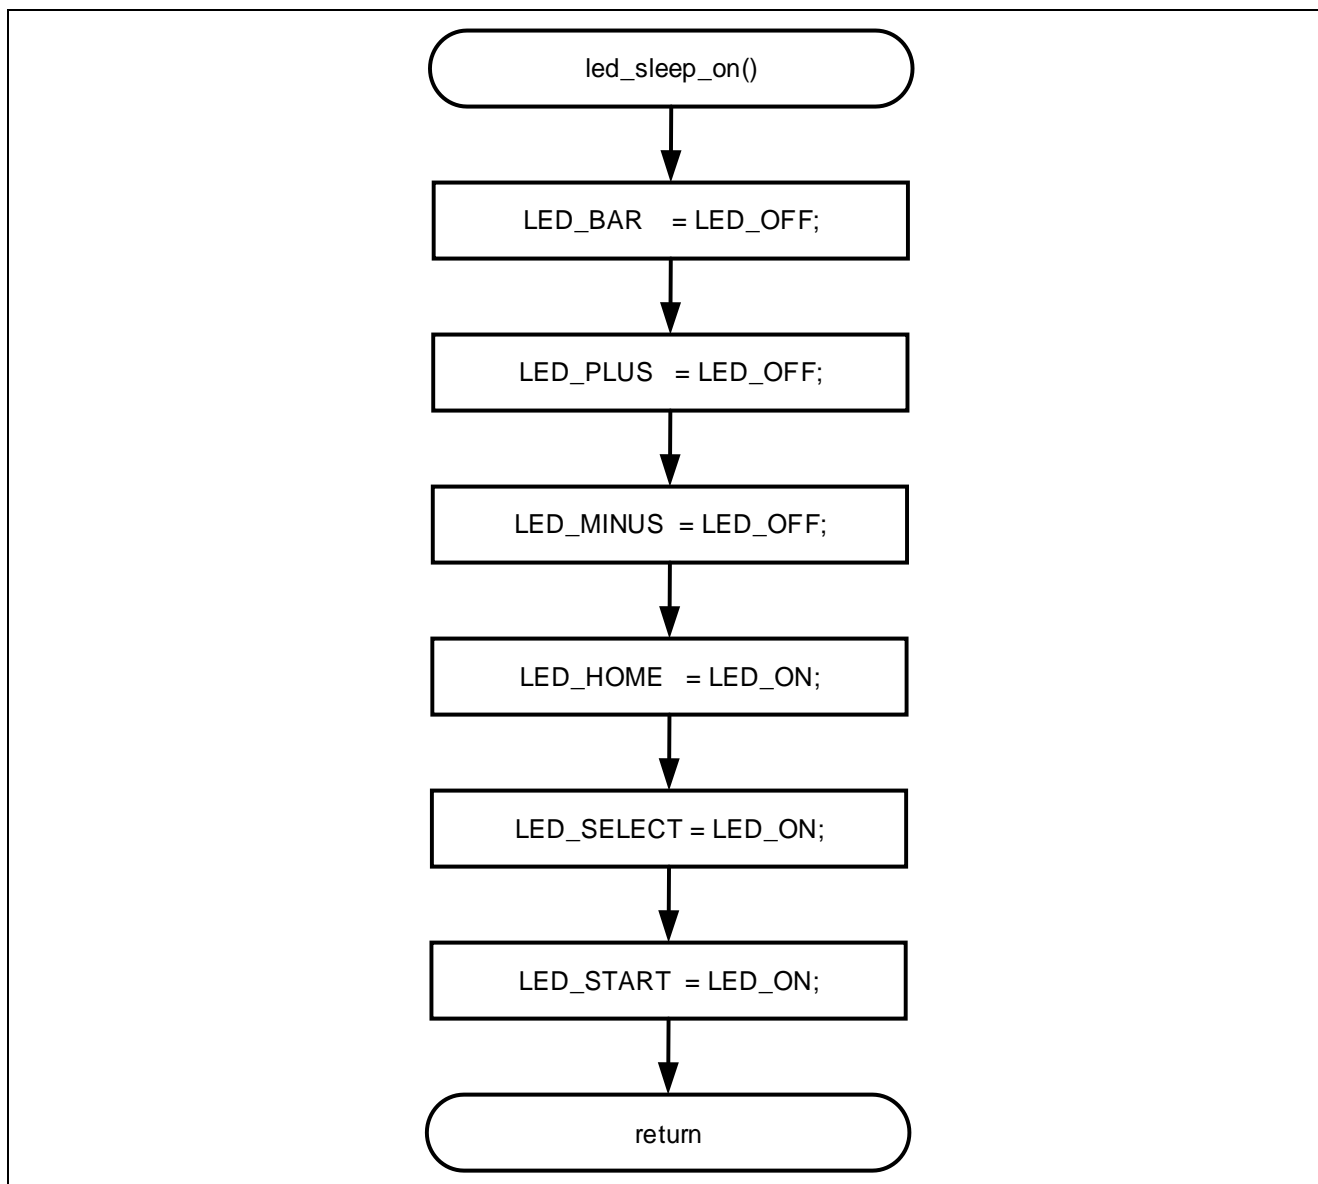 led_sleep_on()
LED_BAR    = LED_OFF;
LED_PLUS   = LED_OFF;
LED_MINUS  = LED_OFF;
LED_HOME   = LED_ON;
LED_SELECT = LED_ON;
LED_START  = LED_ON;
return